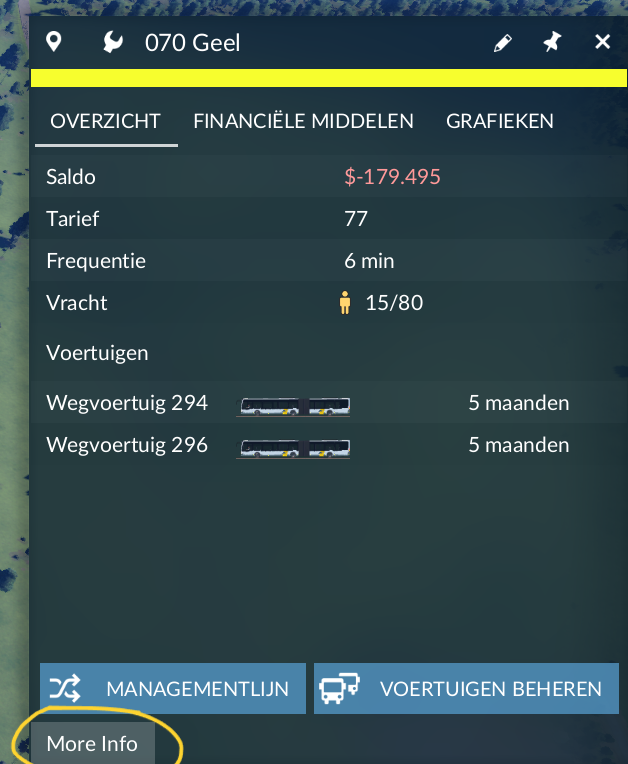 070 Geel
OVERZICHT FINANCIËLE MIDDELEN GRAFIEKEN
Saldo $-179.495
Tarief 77
Frequentie 6 min
Vracht 15/80
Voertuigen
Wegvoertuig 294 5 maanden
Wegvoertuig 296 5 maanden
MANAGEMENTLIJN VOERTUIGEN BEHEREN
More Info